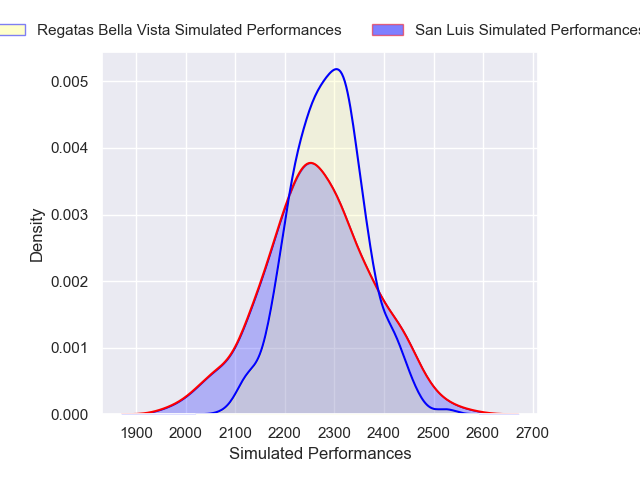 Regatas Bella Vista Simulated Performances San Luis Simulated Performances
0.005
0.004
0.003
0.002
0.001
0.000
Density
1900 2000 2100 2200 2300 2400 2500 2600 2700
Simulated Performances